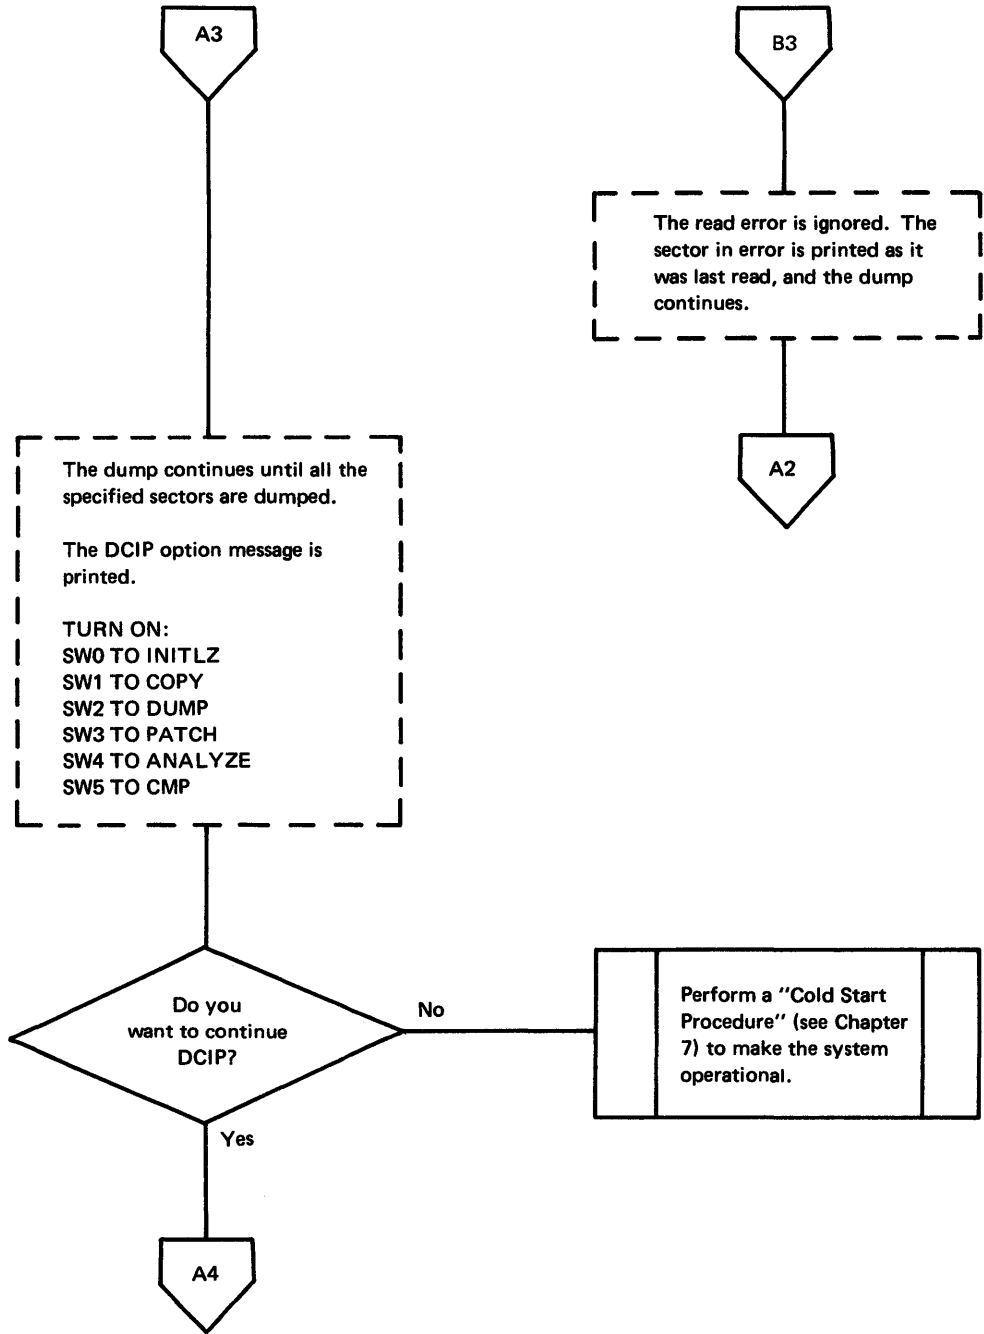 A3
B3
The read error is ignored. The
sector in error is printed as it
was last read, and the dump
continues.
A2
The dump continues until all the
specified sectors are dumped.
The DCIP option message is
printed.
TURN ON:
SW0 TO INITLZ
SW1 TO COPY
SW2 TO DUMP
SW3 TO PATCH
SW4 TO ANALYZE
SW5 TO CMP
Do you
want to continue
DCIP?
No
Perform a "Cold Start
Procedure" (see Chapter
7) to make the system
operational.
Yes
A4